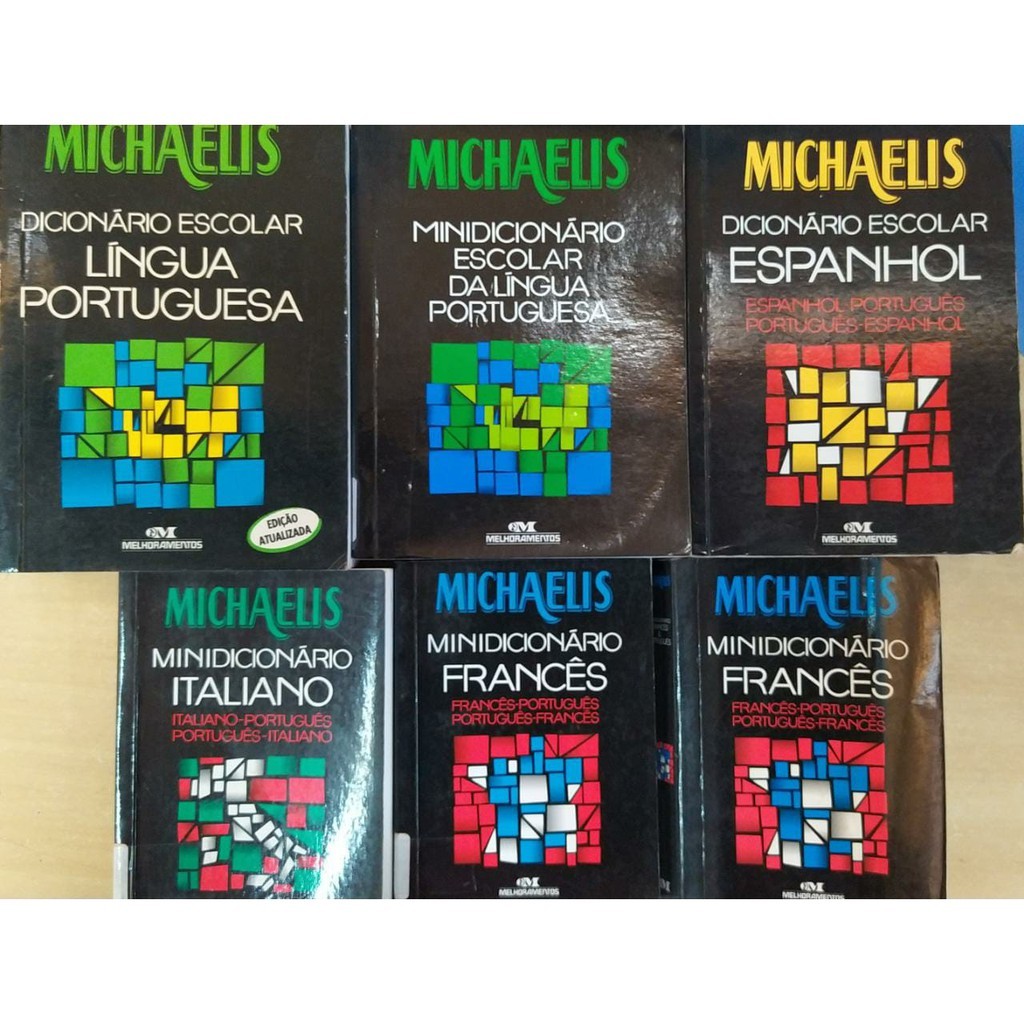 MICHAELIS
DICIONÁRIO ESCOLAR
LÍNGUA
PORTUGUESA
EDIÇÃO
ATUALIZADA
MELHORAMENTOS
MICHAELIS
MINIDICIONÁRIO
ESCOLAR
DA LÍNGUA
PORTUGUESA
MELHORAMENTOS
MICHAELIS
DICIONÁRIO ESCOLAR
ESPANHOL
ESPANHOL-PORTUGUÊS
PORTUGUÊS-ESPANHOL
MELHORAMENTOS
MICHAELIS
MINIDICIONÁRIO
ITALIANO
ITALIANO-PORTUGUÊS
PORTUGUÊS-ITALIANO
MICHAELIS
MINIDICIONÁRIO
FRANCÊS
FRANCÊS-PORTUGUÊS
PORTUGUÊS-FRANCÊS
MELHORAMENTOS
MICHAELIS
MINIDICIONÁRIO
FRANCÊS
FRANCÊS-PORTUGUÊS
PORTUGUÊS-FRANCÊS
MELHORAMENTOS